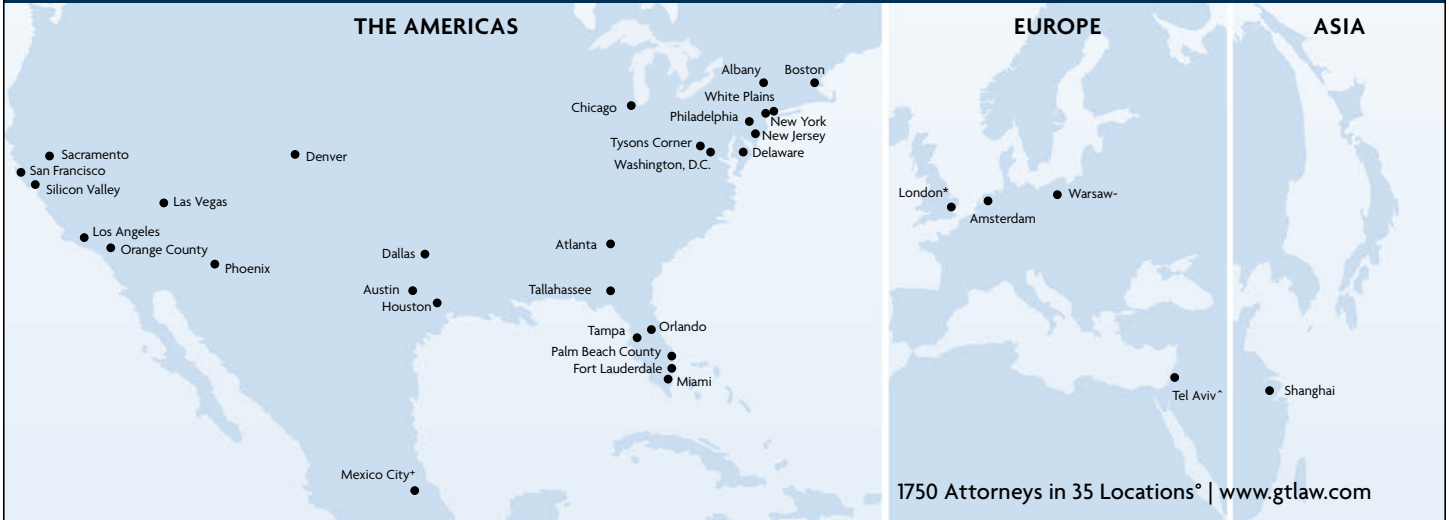 THE AMERICAS
EUROPE
ASIA
Albany
Boston
White Plains
Chicago
Philadelphia
New York
New Jersey
Tysons Corner
Delaware
Washington, D.C.
Sacramento
Denver
San Francisco
Silicon Valley
Las Vegas
Los Angeles
Orange County
Phoenix
Dallas
Atlanta
Austin
Tallahassee
Houston
Tampa
Orlando
Palm Beach County
Fort Lauderdale
Miami
Mexico City+
London*
Warsaw~
Amsterdam
Tel Aviv^
Shanghai
1750 Attorneys in 35 Locations° | www.gtlaw.com